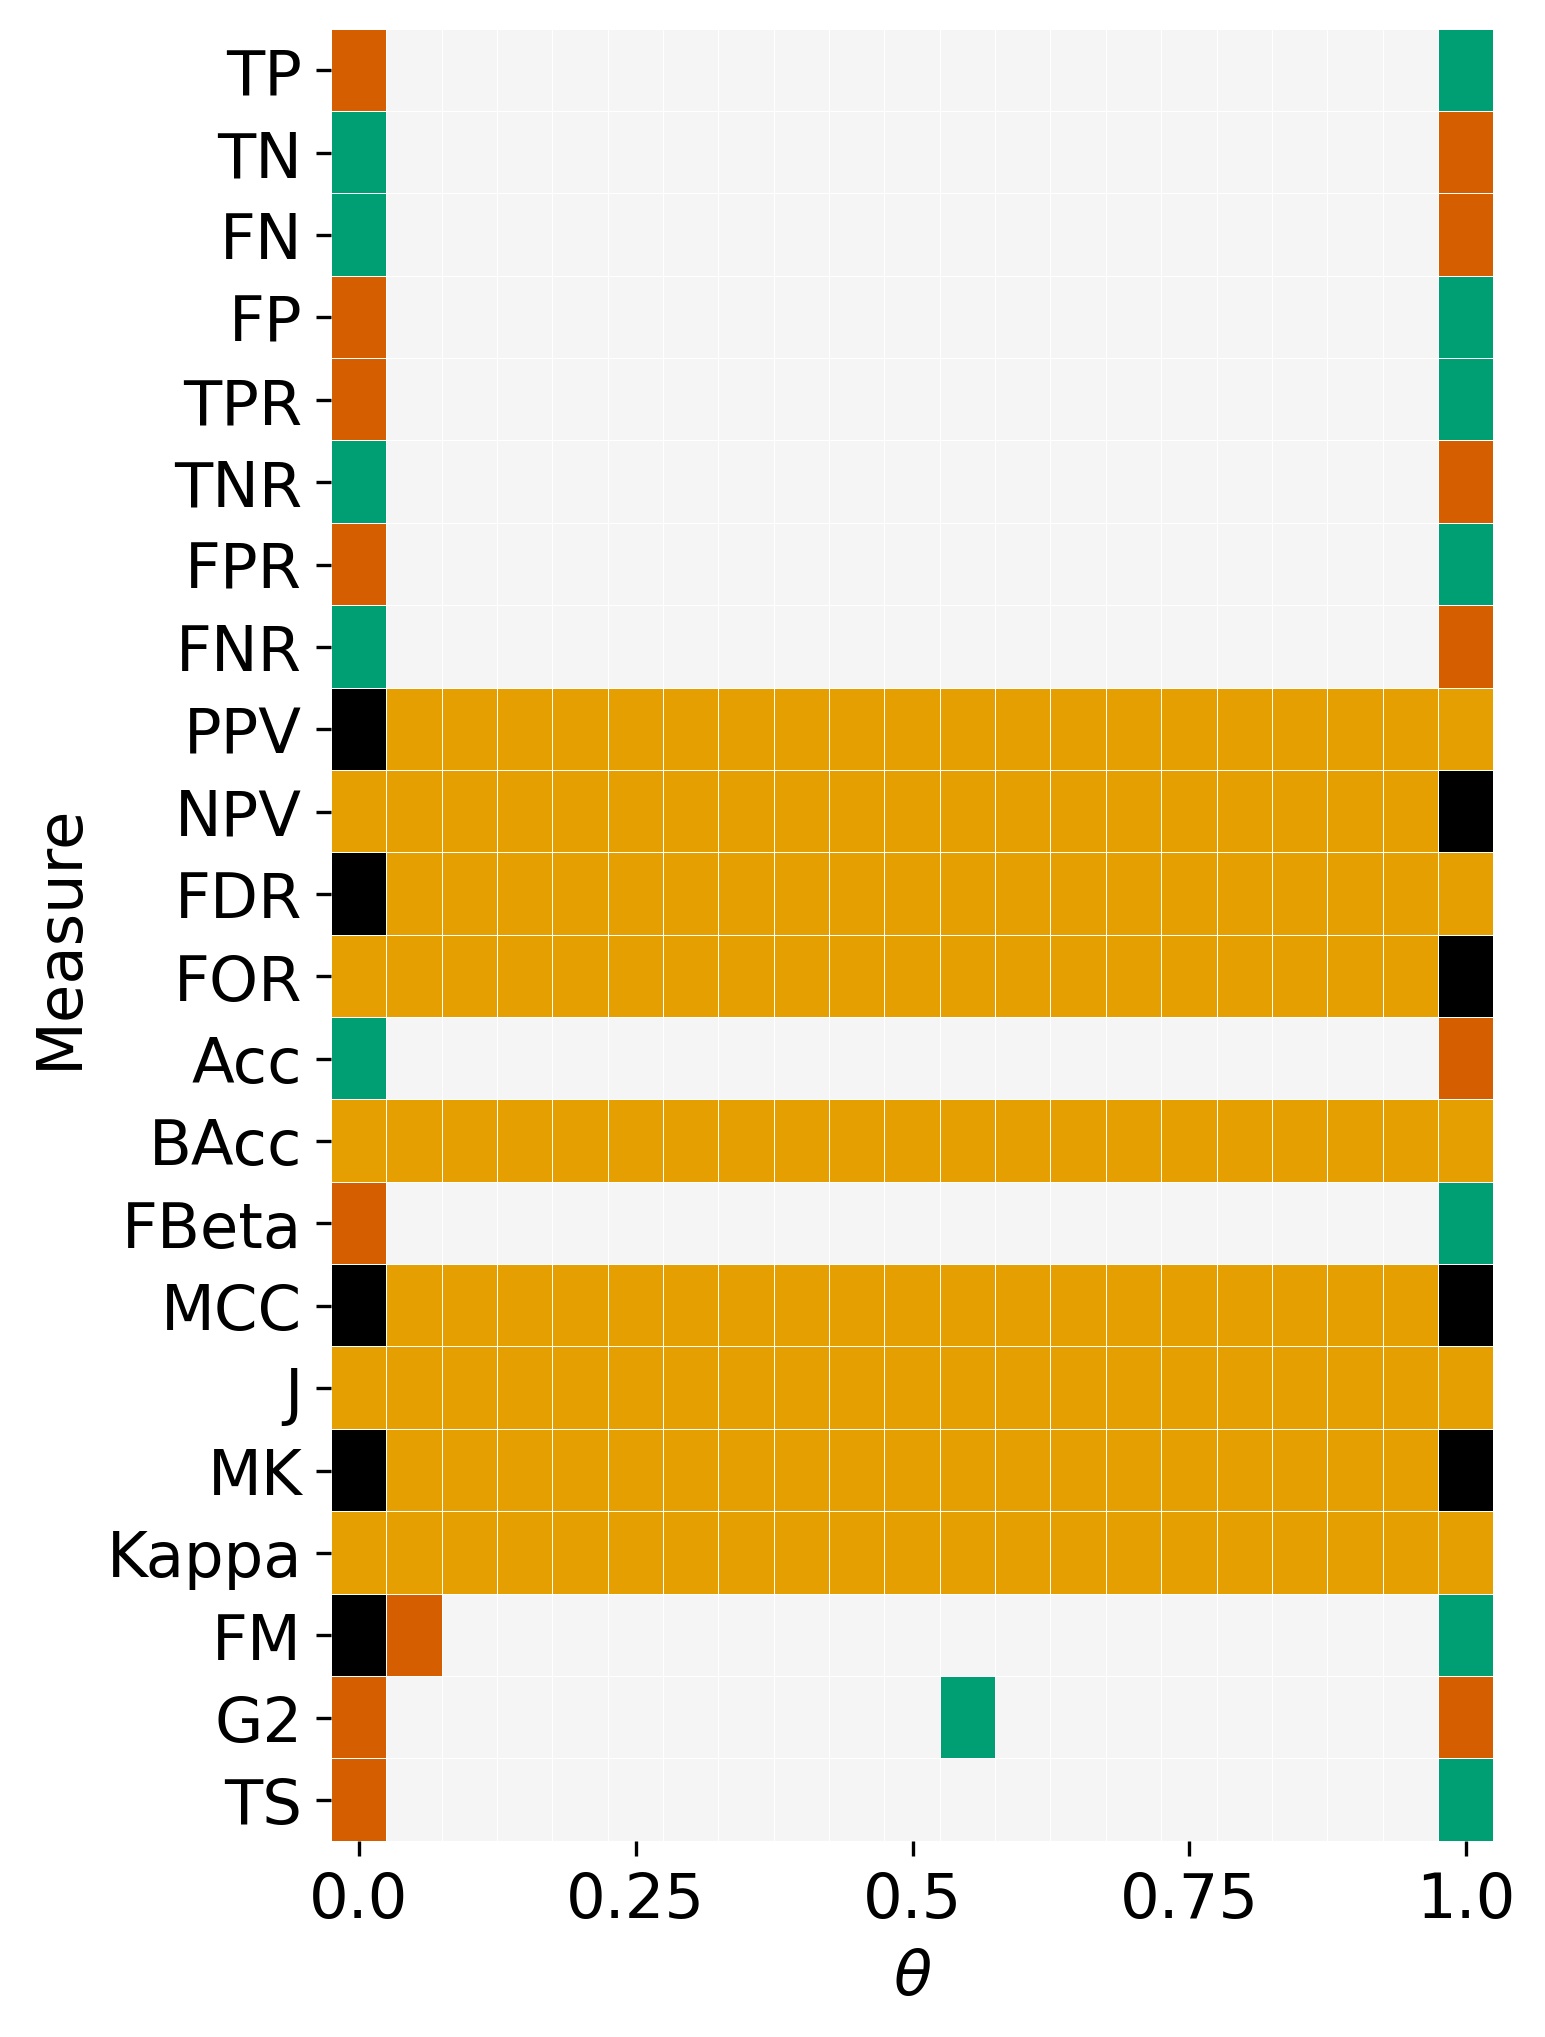 TP
TN
FN
FP
TPR
TNR
FPR
FNR
PPV
NPV
FDR
FOR
Acc
BAcc
FBeta
MCC
J
MK
Kappa
FM
G2
TS
Measure
0.0 0.25 0.5 0.75 1.0
θ